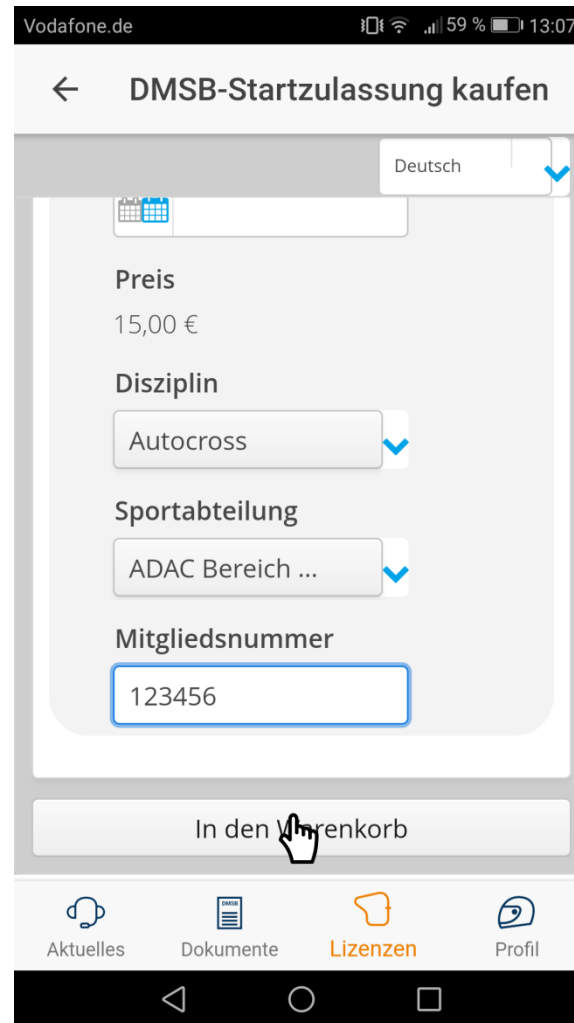 Vodafone.de 59 % 13:07
DMSB-Startzulassung kaufen
Deutsch
Preis
15,00 €
Disziplin
Autocross
Sportabteilung
ADAC Bereich ...
Mitgliedsnummer
123456
In den Warenkorb
DMSB
Aktuelles Dokumente Lizenzen Profil